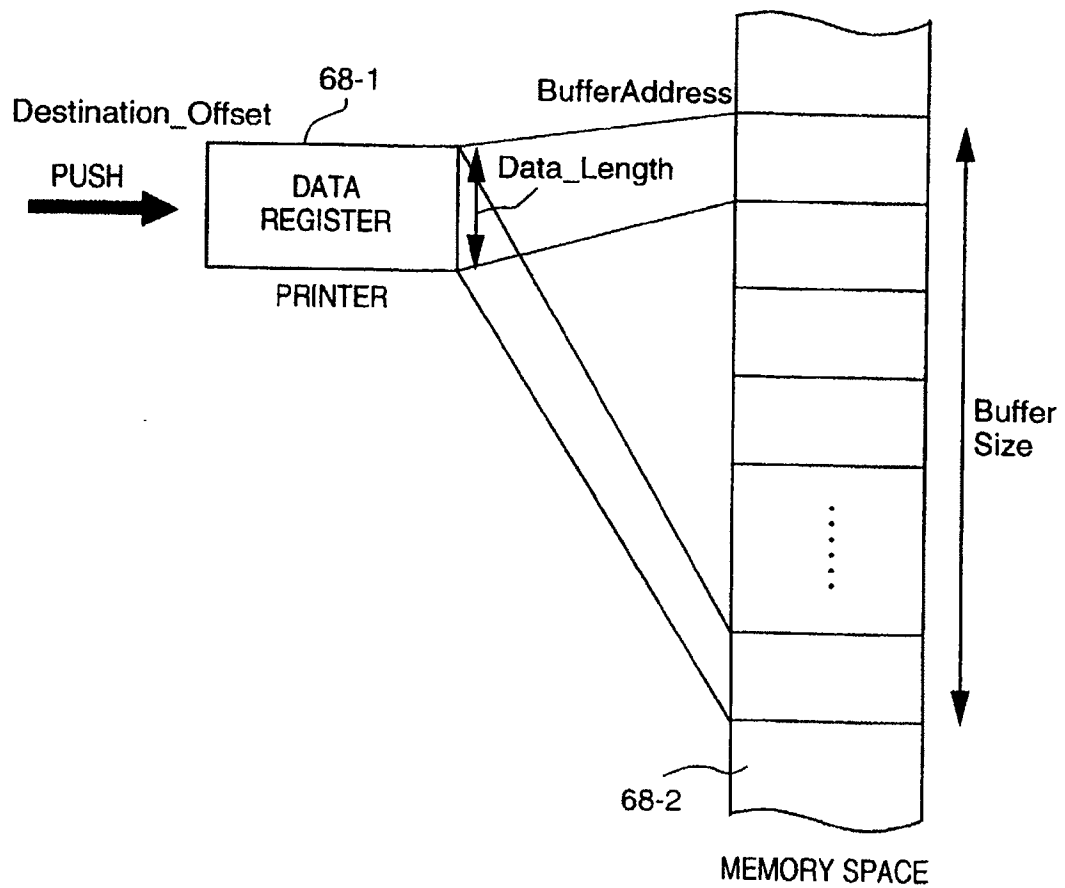 68-1
Destination_Offset
BufferAddress
PUSH
DATA
REGISTER
Data_Length
PRINTER
Buffer
Size
68-2
MEMORY SPACE